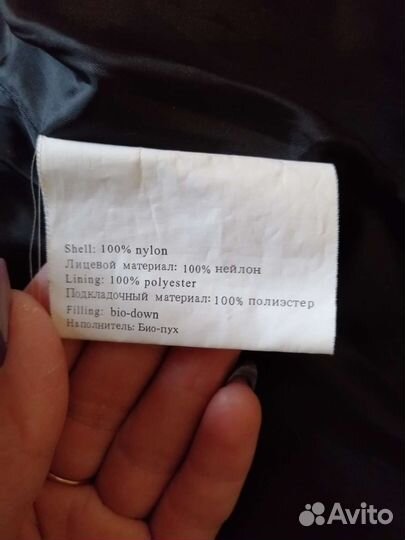 Shell: 100% nylon
Лицевой материал: 100% нейлон
Lining: 100% polyester
Подкладочный материал: 100% полиэстер
Filling: bio-down
Наполнитель: Био-пух
Avito